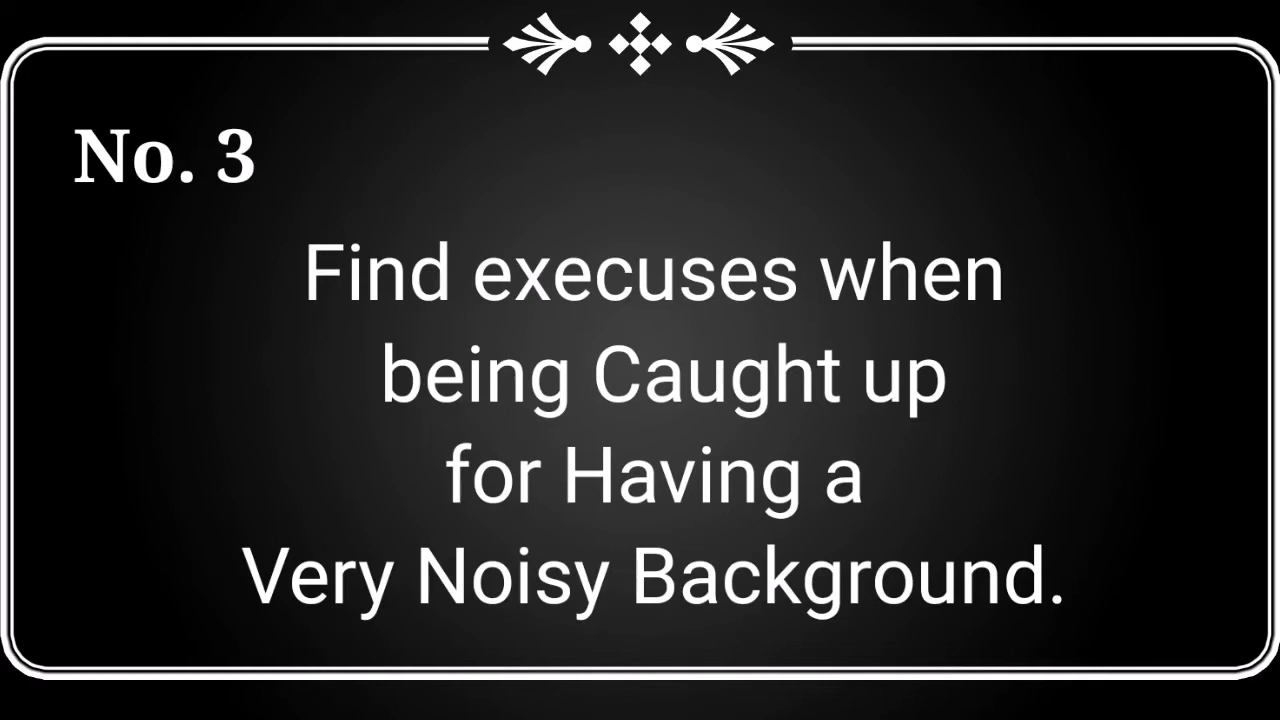 No. 3
Find execuses when
being Caught up
for Having a
Very Noisy Background.